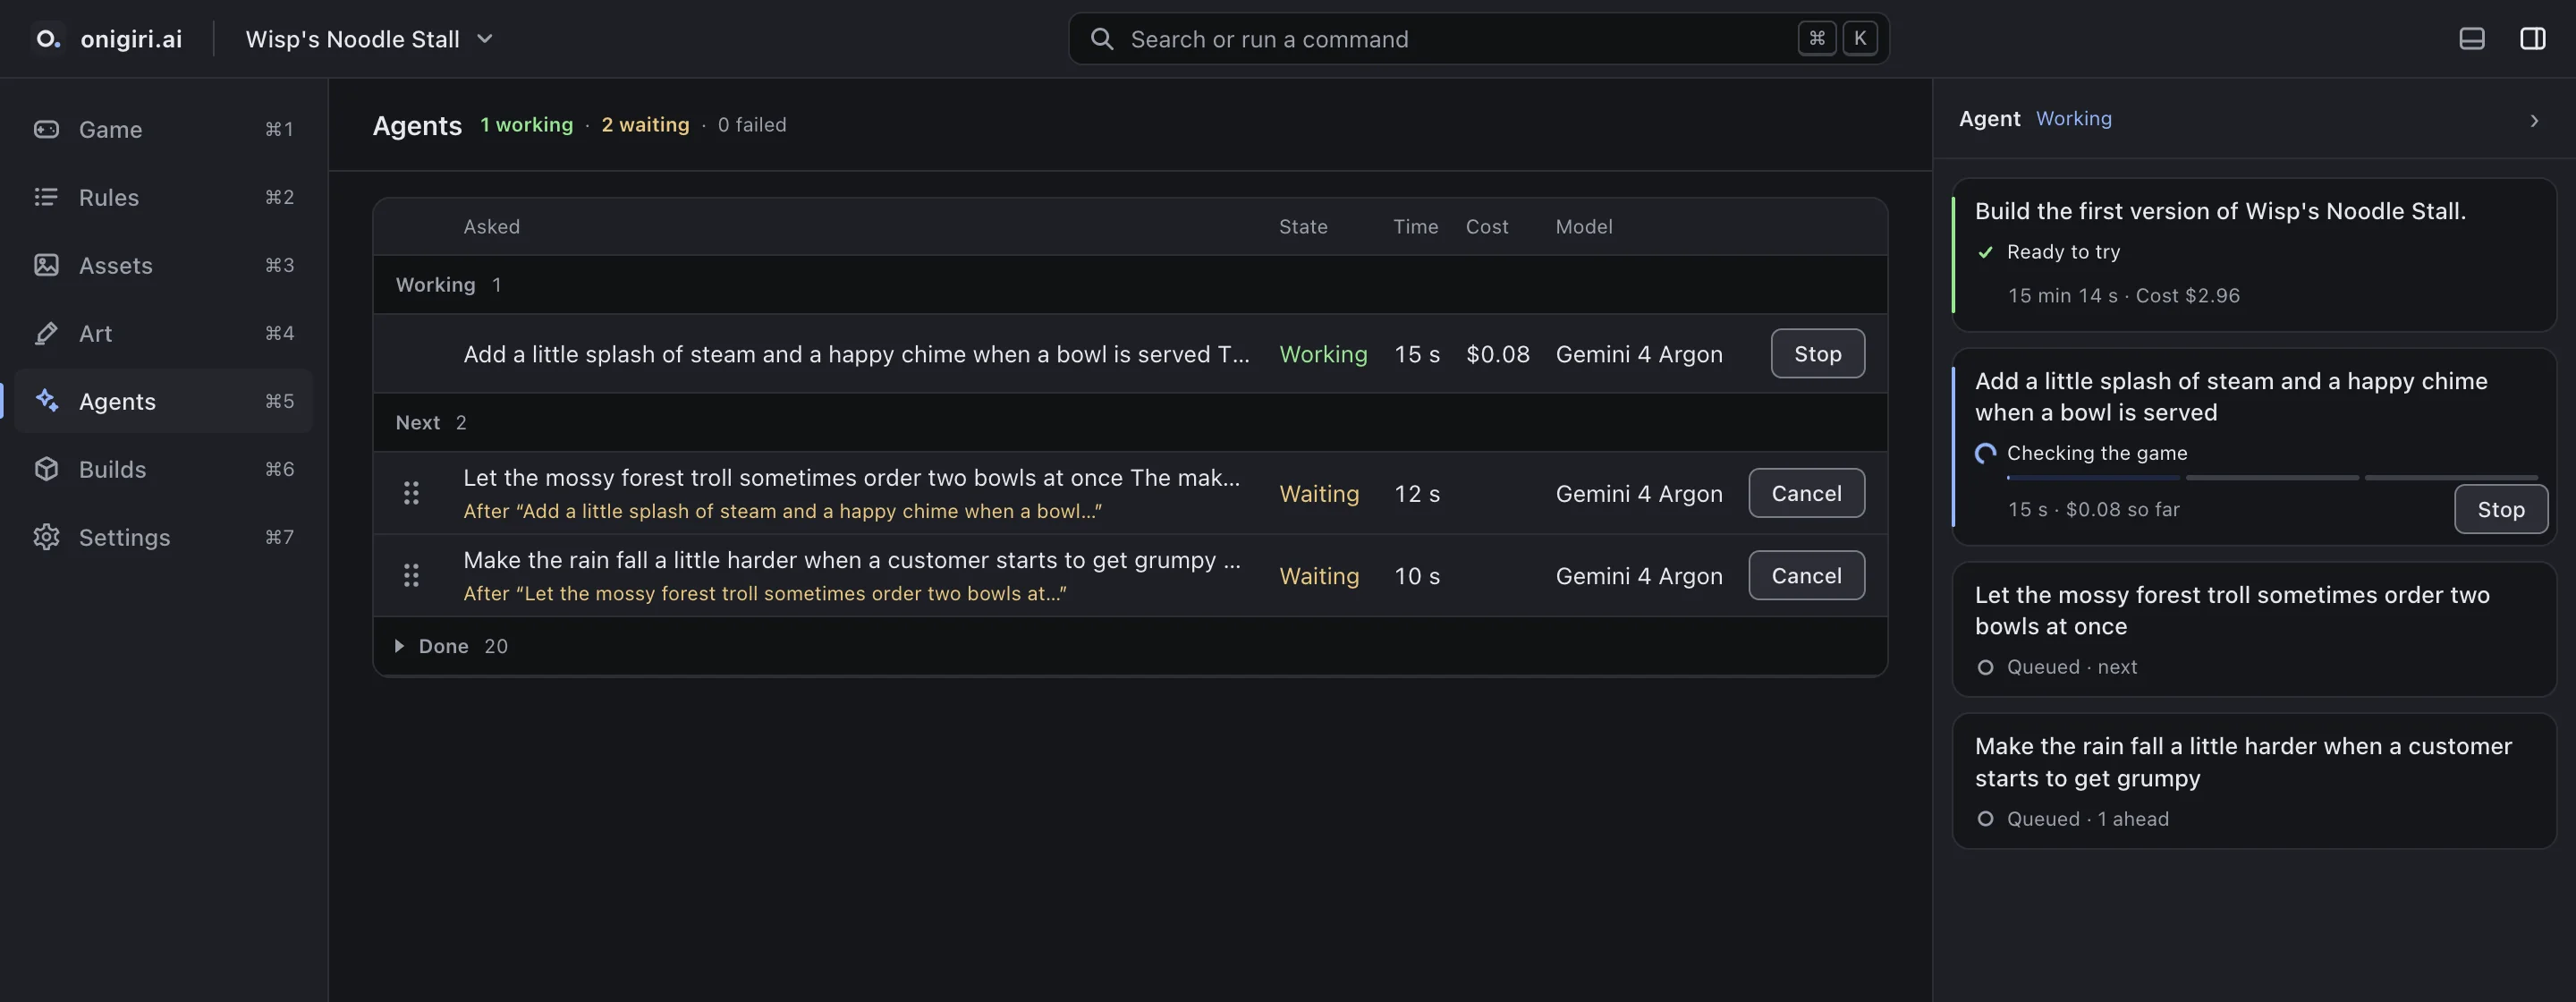 onigiri.ai
Wisp's Noodle Stall
Search or run a command
⌘ K
Game ⌘1
Rules ⌘2
Assets ⌘3
Art ⌘4
Agents ⌘5
Builds ⌘6
Settings ⌘7
Agents 1 working · 2 waiting · 0 failed
Asked State Time Cost Model
Working 1
Add a little splash of steam and a happy chime when a bowl is served T... Working 15 s $0.08 Gemini 4 Argon Stop
Next 2
Let the mossy forest troll sometimes order two bowls at once The mak... Waiting 12 s Gemini 4 Argon Cancel
After “Add a little splash of steam and a happy chime when a bowl...”
Make the rain fall a little harder when a customer starts to get grumpy ... Waiting 10 s Gemini 4 Argon Cancel
After “Let the mossy forest troll sometimes order two bowls at...”
Done 20
Agent Working
Build the first version of Wisp's Noodle Stall.
Ready to try
15 min 14 s · Cost $2.96
Add a little splash of steam and a happy chime
when a bowl is served
Checking the game
15 s · $0.08 so far
Stop
Let the mossy forest troll sometimes order two
bowls at once
Queued · next
Make the rain fall a little harder when a customer
starts to get grumpy
Queued · 1 ahead